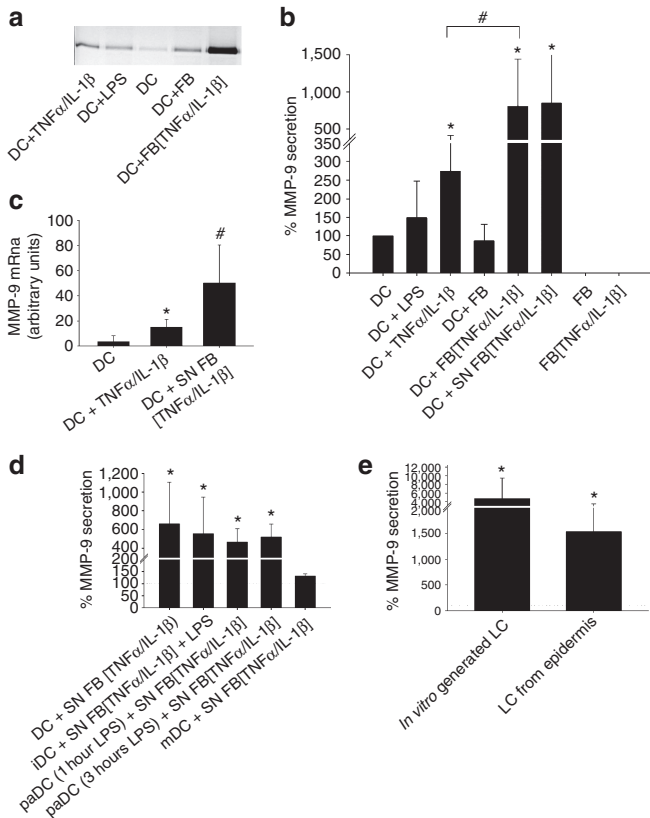 a
DC+TNFα/IL-1β
DC+LPS
DC
DC+FB
DC+FB[TNFα/IL-1β]
b
% MMP-9 secretion
1,500
1,000
500
350
300
250
200
150
100
50
0
#
*
*
*
DC
DC + LPS
DC + TNFα/IL-1β
DC+ FB
DC+ FB[TNFα/IL-1β]
DC + SN FB[TNFα/IL-1β]
FB
FB[TNFα/IL-1β]
c
MMP-9 mRna
(arbitrary units)
100
80
60
40
20
0
*
#
DC
DC + TNFα/IL-1β
DC + SN FB
[TNFα/IL-1β]
d
% MMP-9 secretion
1,200
1,000
800
600
400
200
200
150
100
50
0
*
*
*
*
DC + SN FB [TNFα/IL-1β)
iDC + SN FB[TNFα/IL-1β] + LPS
paDC (1 hour LPS) + SN FB[TNFα/IL-1β]
paDC (3 hours LPS) + SN FB[TNFα/IL-1β]
mDC + SN FB[TNFα/IL-1β]
e
% MMP-9 secretion
12,000
10,000
8,000
6,000
4,000
2,000
1,500
1,000
500
0
*
*
In vitro generated LC
LC from epidermis